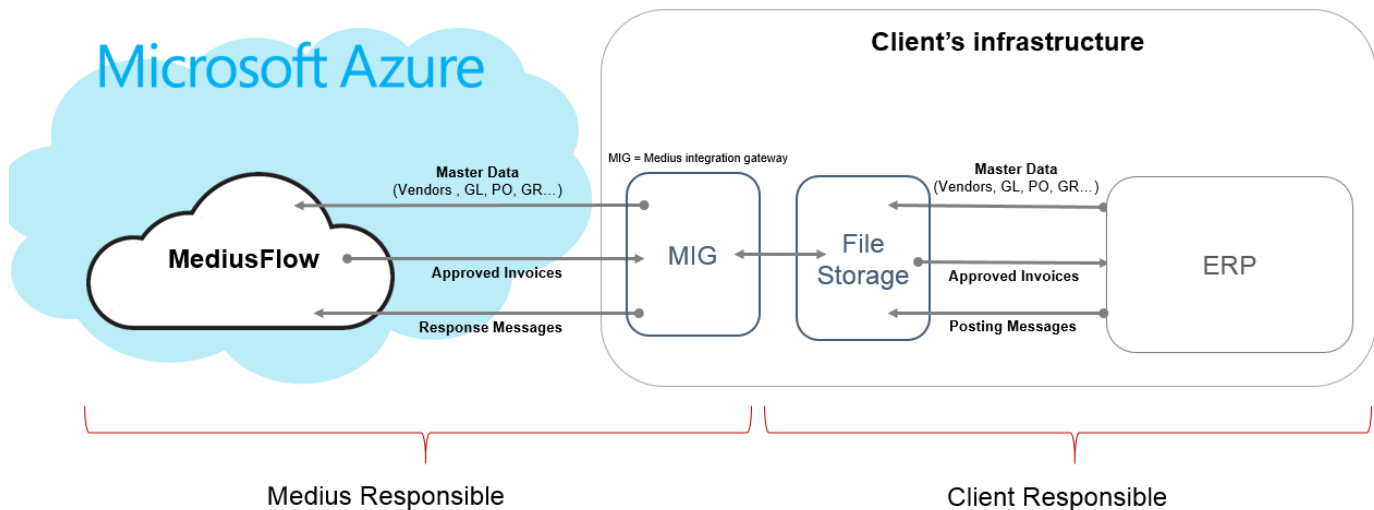 Microsoft Azure
Client's infrastructure
MIG = Medius integration gateway
Master Data
(Vendors , GL, PO, GR…)
Master Data
(Vendors, GL, PO, GR…)
MediusFlow
MIG
File
Storage
ERP
Approved Invoices
Approved Invoices
Response Messages
Posting Messages
Medius Responsible
Client Responsible